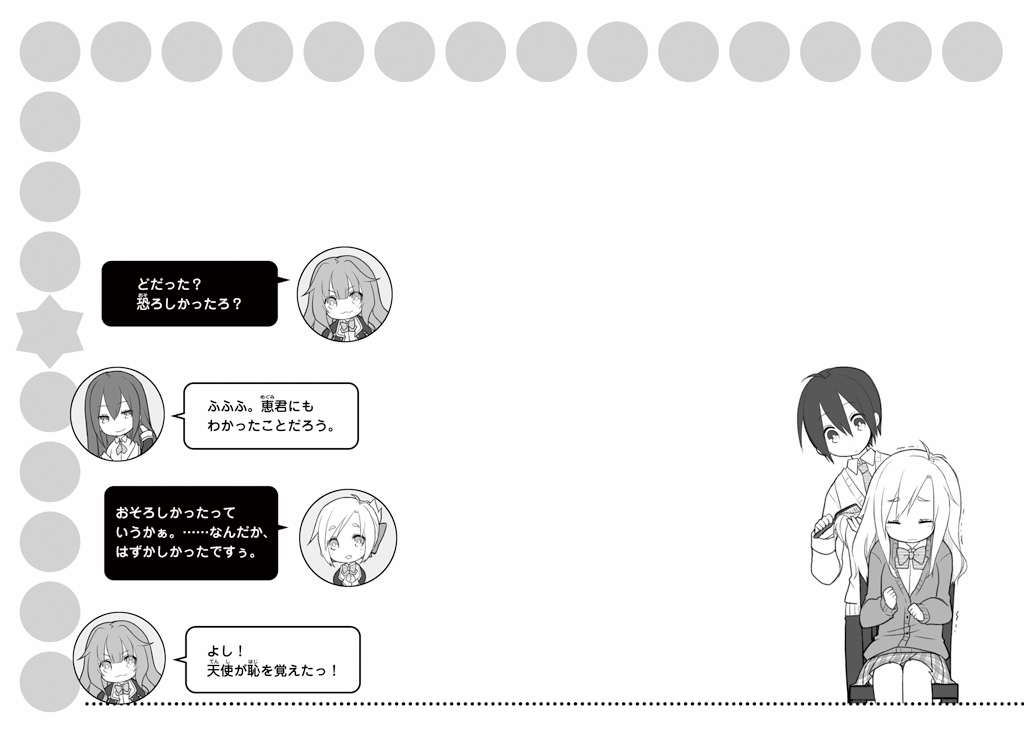 どだった？
恐ろしかったろ？
ふふふ。恵君にも
わかったことだろう。
おそろしかったって
いうかぁ。……なんだか、
はずかしかったですぅ。
よし！
天使が恥を覚えたっ！